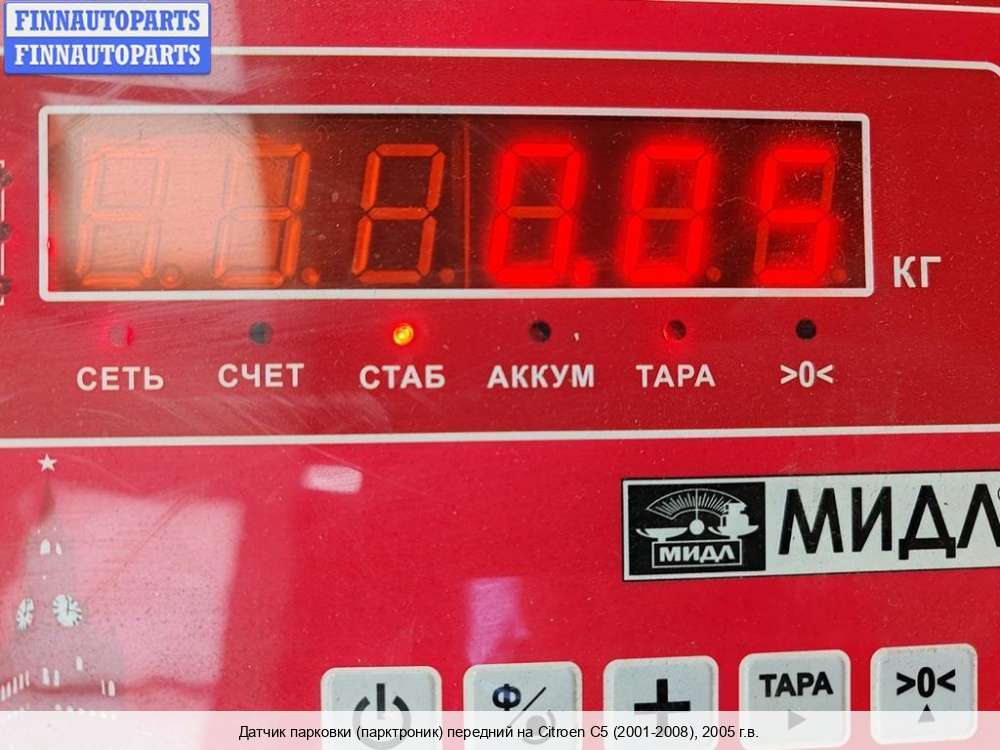 FINNAUTOPARTS
FINNAUTOPARTS
0.05
КГ
СЕТЬ СЧЕТ СТАБ АККУМ ТАРА >0<
МИДЛ МИДЛ
Ф/ + ТАРА >0<
Датчик парковки (парктроник) передний на Citroen C5 (2001-2008), 2005 г.в.